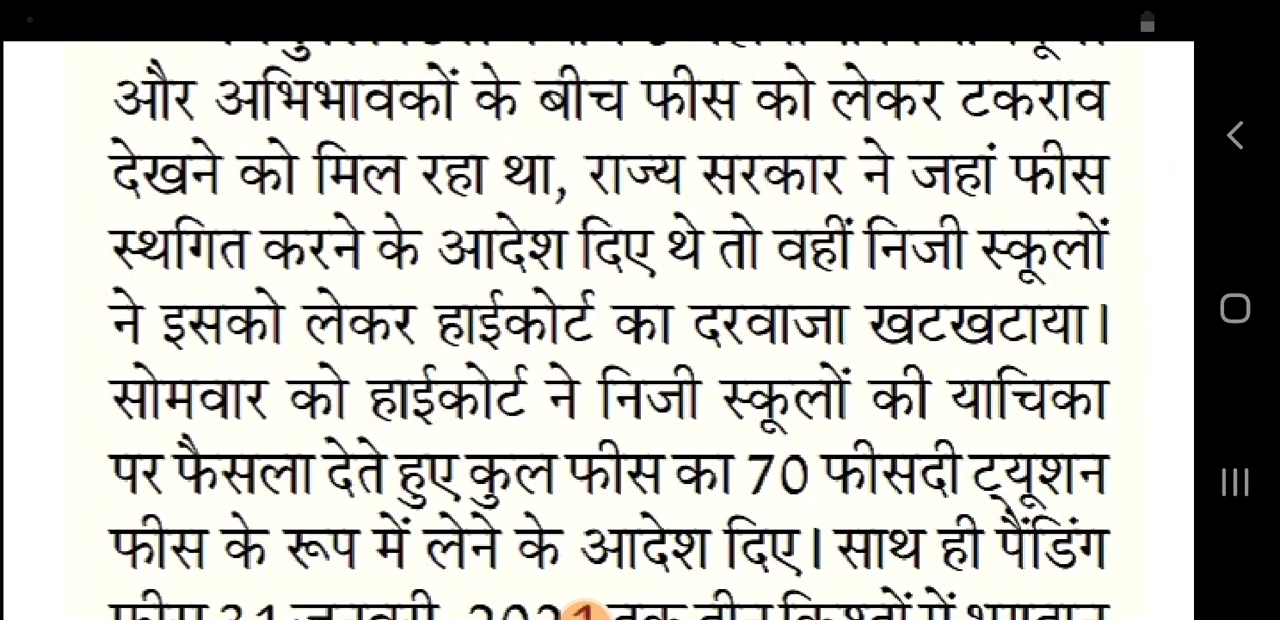 और अभिभावकों के बीच फीस को लेकर टकराव
देखने को मिल रहा था, राज्य सरकार ने जहां फीस
स्थगित करने के आदेश दिए थे तो वहीं निजी स्कूलों
ने इसको लेकर हाईकोर्ट का दरवाजा खटखटाया।
सोमवार को हाईकोर्ट ने निजी स्कूलों की याचिका
पर फैसला देते हुए कुल फीस का 70 फीसदी ट्यूशन
फीस के रूप में लेने के आदेश दिए। साथ ही पैंडिंग